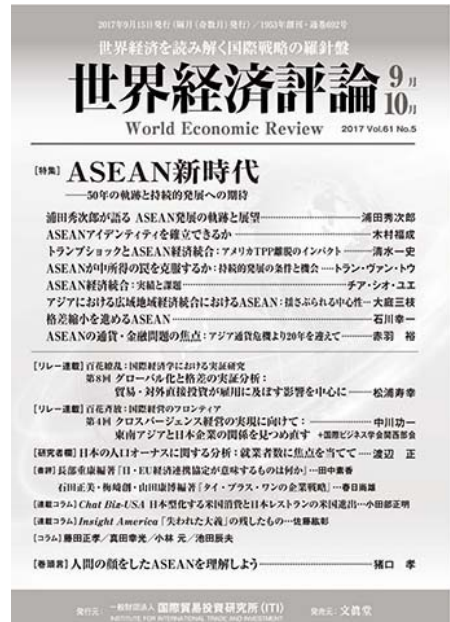 2017年9月15日発行(隔月(奇数月)発行)/1953年創刊・通巻692号
世界経済を読み解く国際戦略の羅針盤
世界経済評論 9月10月
World Economic Review 2017 Vol.61 No.5
[特集] ASEAN新時代
——50年の軌跡と持続的発展への期待
浦田秀次郎が語る ASEAN発展の軌跡と展望……浦田秀次郎
ASEANアイデンティティを確立できるか……木村福成
トランプショックとASEAN経済統合:アメリカTPP離脱のインパクト……清水一史
ASEANが中所得の罠を克服するか:持続的発展の条件と機会……トラン・ヴァン・トウ
ASEAN経済統合:実績と課題……チア・シオ・ユエ
アジアにおける広域地域経済統合におけるASEAN:揺さぶられる中心性……大庭三枝
格差縮小を進めるASEAN……石川幸一
ASEANの通貨・金融問題の焦点:アジア通貨危機より20年を迎えて……赤羽 裕
[リレー連載] 百花繚乱:国際経済学における実証研究
第8回 グローバル化と格差の実証分析:
貿易・対外直接投資が雇用に及ぼす影響を中心に……松浦寿幸
[リレー連載] 百花斉放:国際経営のフロンティア
第4回 クロスバージェンス経営の実現に向けて:……中川功一
東南アジアと日本企業の関係を見つめ直す +国際ビジネス学会関西部会
[研究者欄] 日本の人口オーナスに関する分析:就業者数に焦点を当てて……渡辺 正
[書評] 長部重康編著『日・EU経済連携協定が意味するものは何か』…田中素香
石田正美・梅﨑創・山田康博編著『タイ・プラス・ワンの企業戦略』…春日尚雄
[連載コラム] Chat Biz-USA 日本型化する米国消費と日本レストランの米国進出…小田部正明
[連載コラム] Insight America 「失われた大義」の残したもの…佐藤紘彰
[コラム] 藤田正孝/真田幸光/小林 元/池田辰夫
[巻頭言] 人間の顔をしたASEANを理解しよう……猪口 孝
発行元: 一般財団法人 国際貿易投資研究所(ITI) 発売元: 文眞堂
INSTITUTE FOR INTERNATIONAL TRADE AND INVESTMENT